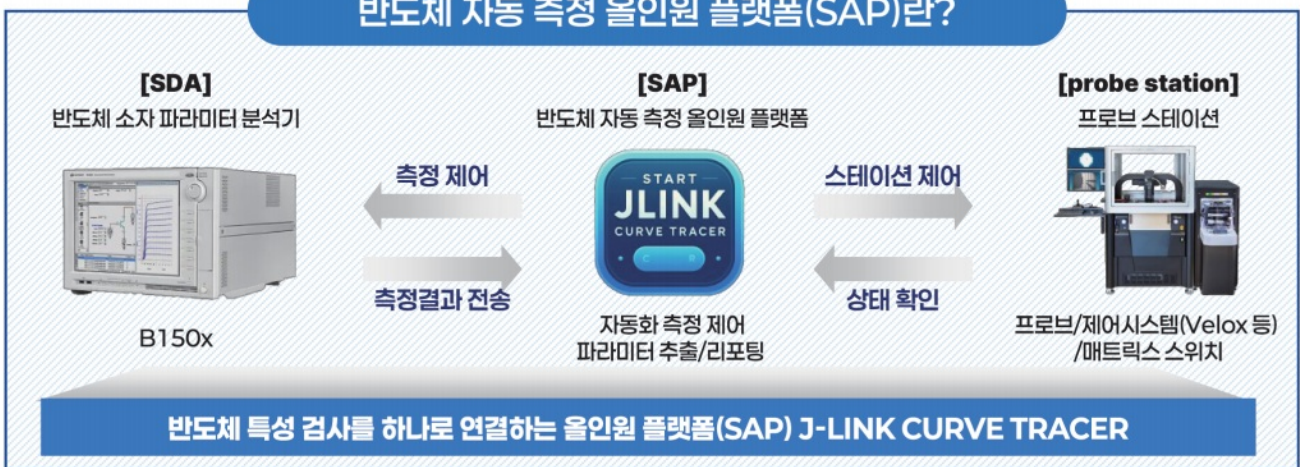 반도체 자동 측정 올인원 플랫폼(SAP)란?
[SDA]
반도체 소자 파라미터 분석기
[SAP]
반도체 자동 측정 올인원 플랫폼
[probe station]
프로브 스테이션
측정 제어
START
JLINK
CURVE TRACER
C R
스테이션 제어
측정결과 전송
상태 확인
B150x
자동화 측정 제어
파라미터 추출/리포팅
프로브/제어시스템(Velox 등)
/매트릭스 스위치
반도체 특성 검사를 하나로 연결하는 올인원 플랫폼(SAP) J-LINK CURVE TRACER